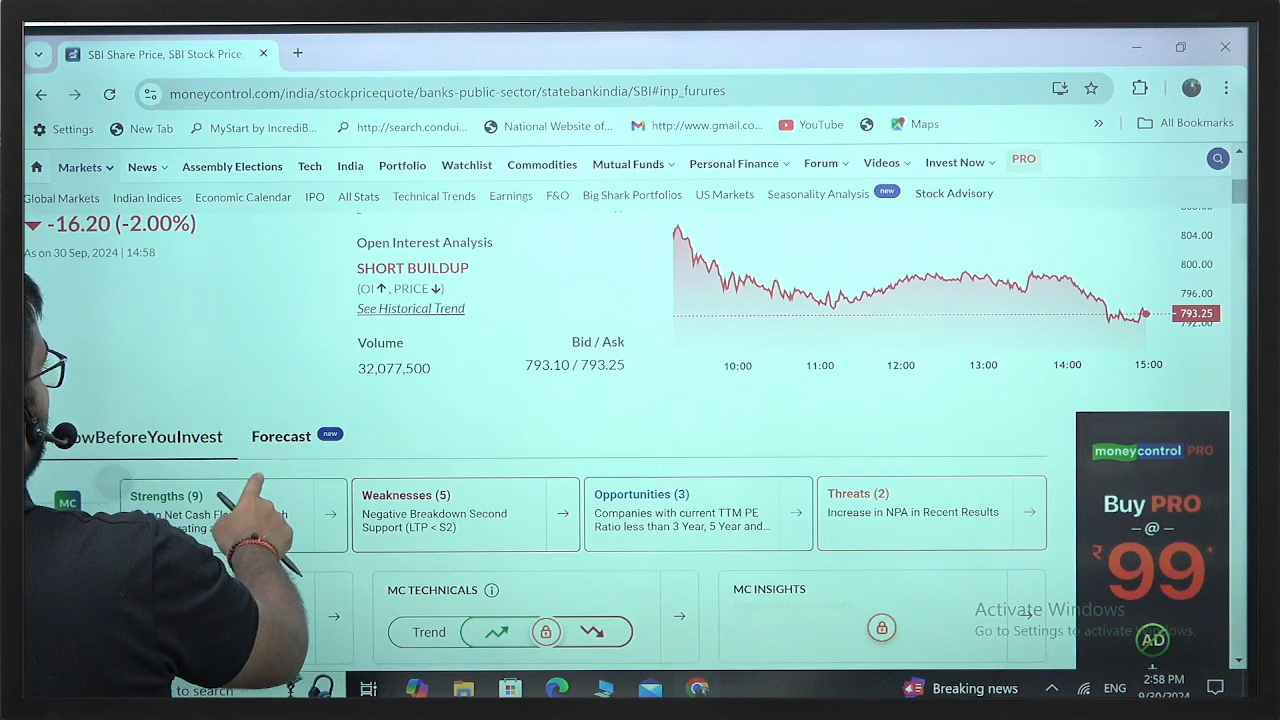 SBI Share Price, SBI Stock Price,
moneycontrol.com/india/stockpricequote/banks-public-sector/statebankindia/SBI#inp_furures
Settings New Tab MyStart by IncrediB... http://search.condui... National Website of... http://www.gmail.co... YouTube Maps » All Bookmarks
Markets News Assembly Elections Tech India Portfolio Watchlist Commodities Mutual Funds Personal Finance Forum Videos Invest Now PRO
Global Markets Indian Indices Economic Calendar IPO All Stats Technical Trends Earnings F&O Big Shark Portfolios US Markets Seasonality Analysis new Stock Advisory
-16.20 (-2.00%)
As on 30 Sep, 2024 | 14:58
Open Interest Analysis
SHORT BUILDUP
(OI ↑, PRICE ↓)
See Historical Trend
Volume Bid / Ask
32,077,500 793.10 / 793.25
804.00
800.00
796.00
793.25
792.00
10:00 11:00 12:00 13:00 14:00 15:00
owBeforeYouInvest Forecast new
MC
Strengths (9)
Net Cash
Weaknesses (5)
Negative Breakdown Second
Support (LTP < S2)
Opportunities (3)
Companies with current TTM PE
Ratio less than 3 Year, 5 Year and...
Threats (2)
Increase in NPA in Recent Results
MC TECHNICALS
Trend
MC INSIGHTS
moneycontrol PRO
Buy PRO
@
₹99*
AD
Activate Windows
Go to Settings to activate Windows.
to search
Breaking news ENG 2:58 PM
9/30/2024